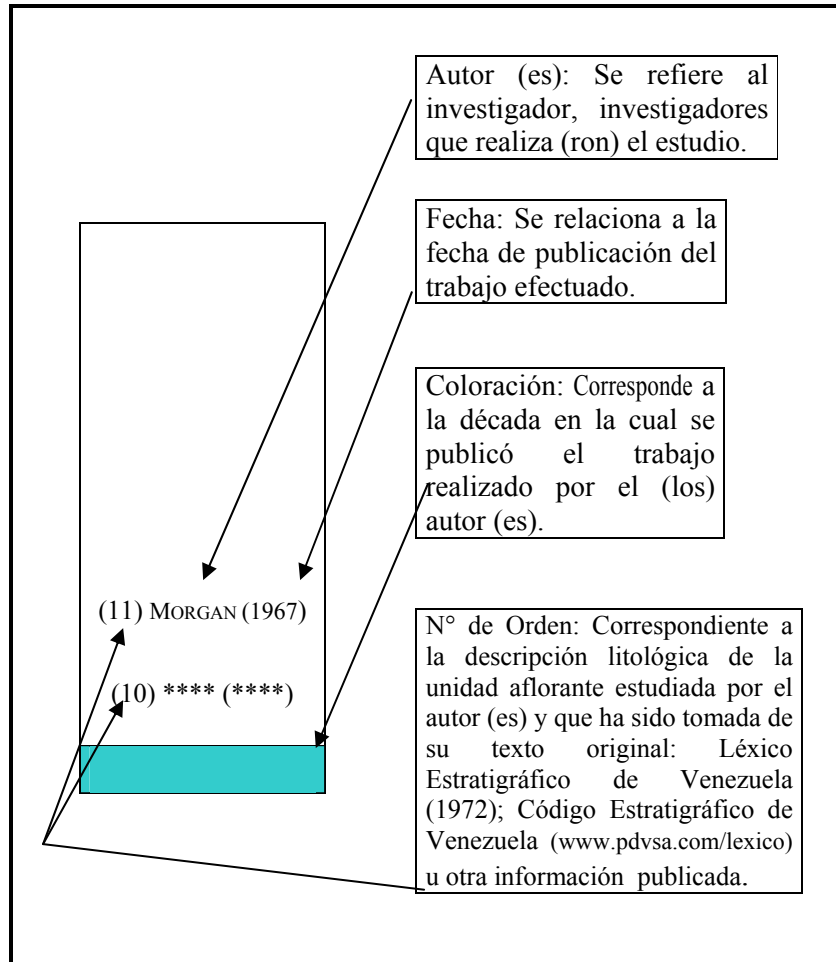 Autor (es): Se refiere al
investigador, investigadores
que realiza (ron) el estudio.
Fecha: Se relaciona a la
fecha de publicación del
trabajo efectuado.
Coloración: Corresponde a
la década en la cual se
publicó el trabajo
realizado por el (los)
autor (es).
(11) MORGAN (1967)
(10) **** (****)
N° de Orden: Correspondiente a
la descripción litológica de la
unidad aflorante estudiada por el
autor (es) y que ha sido tomada de
su texto original: Léxico
Estratigráfico de Venezuela
(1972); Código Estratigráfico de
Venezuela (www.pdvsa.com/lexico)
u otra información publicada.